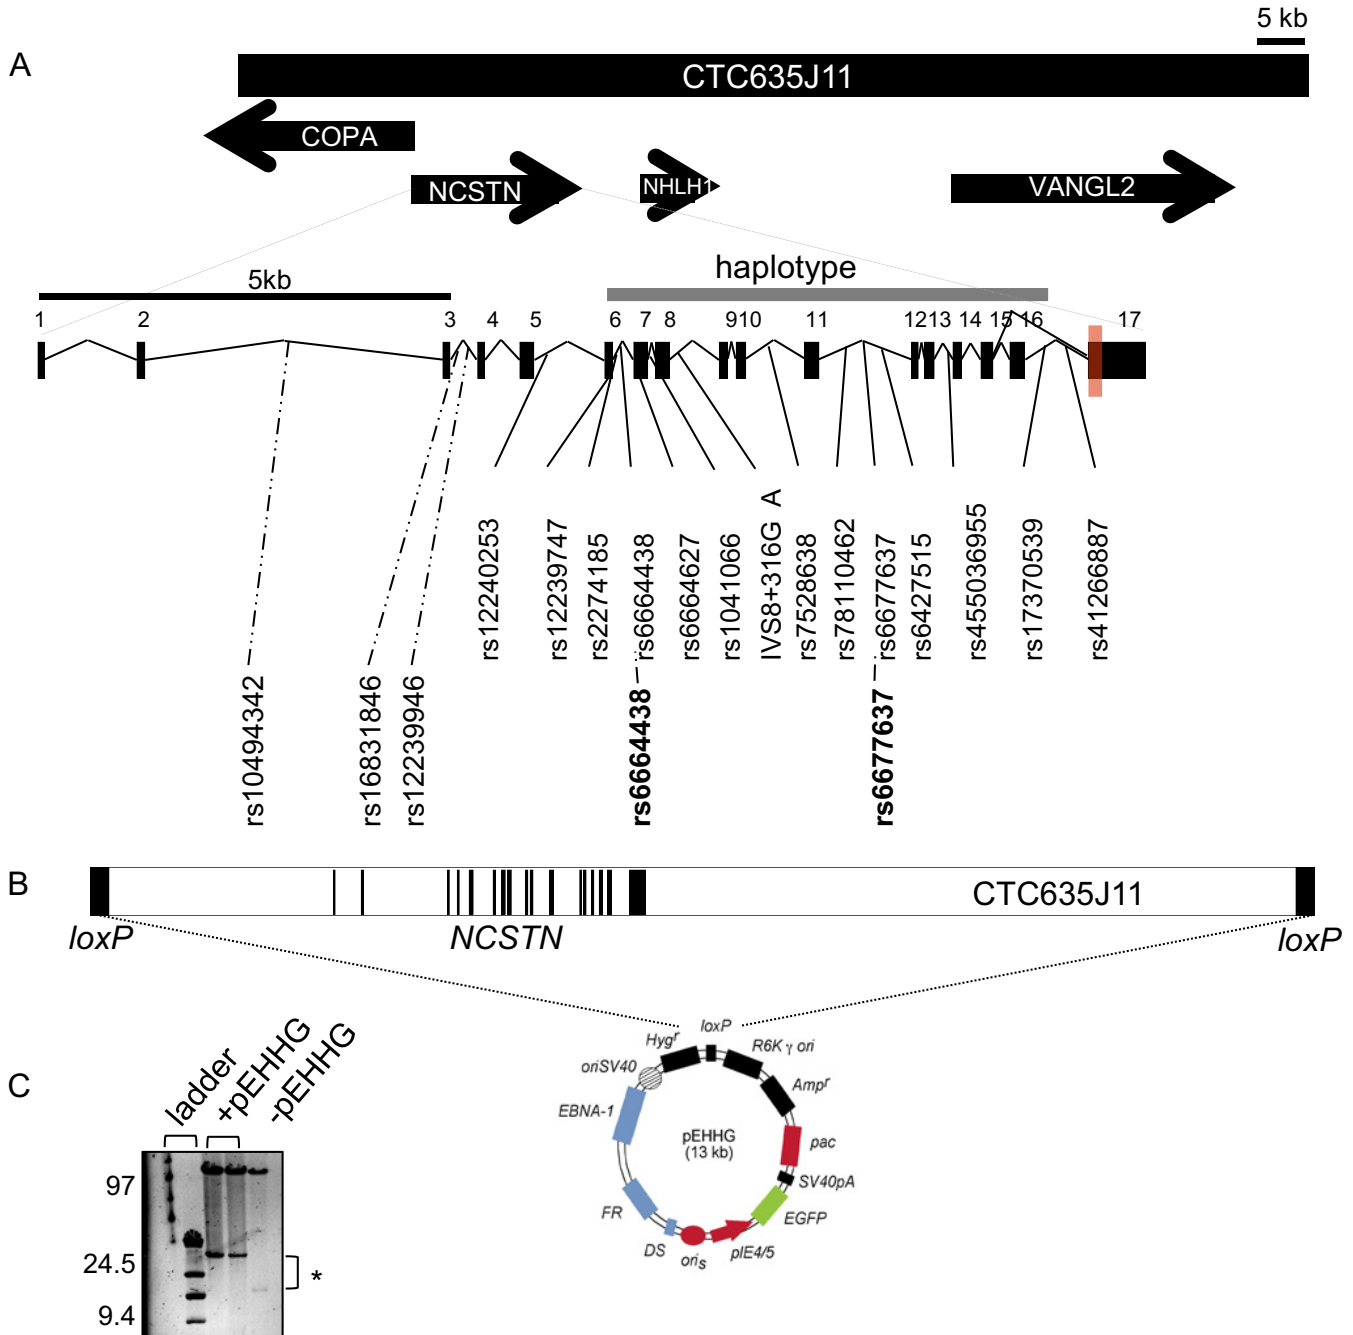 5 kb
A
CTC635J11
COPA
NCSTN
NHLH1
VANGL2
haplotype
5kb
1 2 3 4 5 6 7 8 9 10 11 12 13 14 15 16 17
rs12240253
rs12239747
rs2274185
rs6664438
rs6664627
rs1041066
IVS8+316G A
rs7528638
rs78110462
rs6677637
rs6427515
rs455036955
rs17370539
rs41266887
rs10494342
rs16831846
rs12239946
rs6664438
rs6677637
B
CTC635J11
loxP
NCSTN
loxP
C
ladder
+pEHHG
-pEHHG
97
24.5
9.4
*
loxP
Hygr
R6K γ ori
oriSV40
Ampr
EBNA-1
pEHHG
(13 kb)
pac
SV40pA
FR
EGFP
DS
oris
pIE4/5